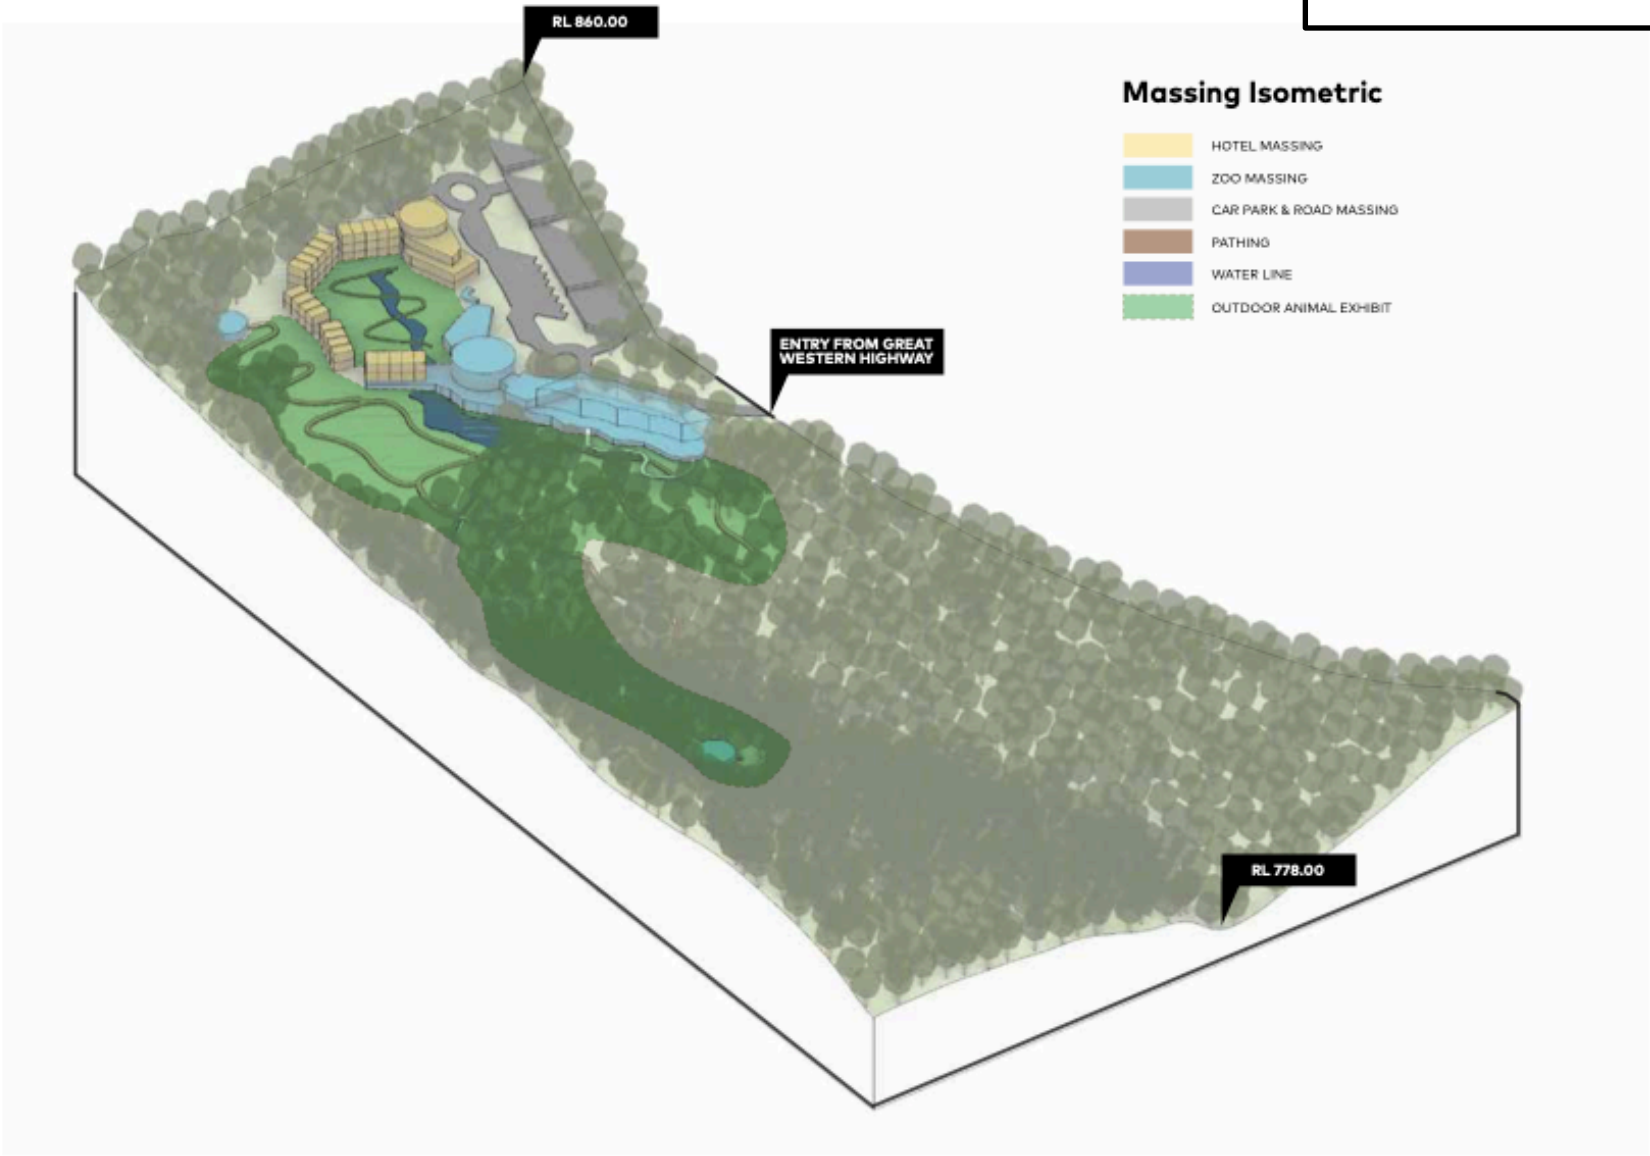 RL 860.00
Massing Isometric
HOTEL MASSING
ZOO MASSING
CAR PARK & ROAD MASSING
PATHING
WATER LINE
OUTDOOR ANIMAL EXHIBIT
ENTRY FROM GREAT
WESTERN HIGHWAY
RL 778.00